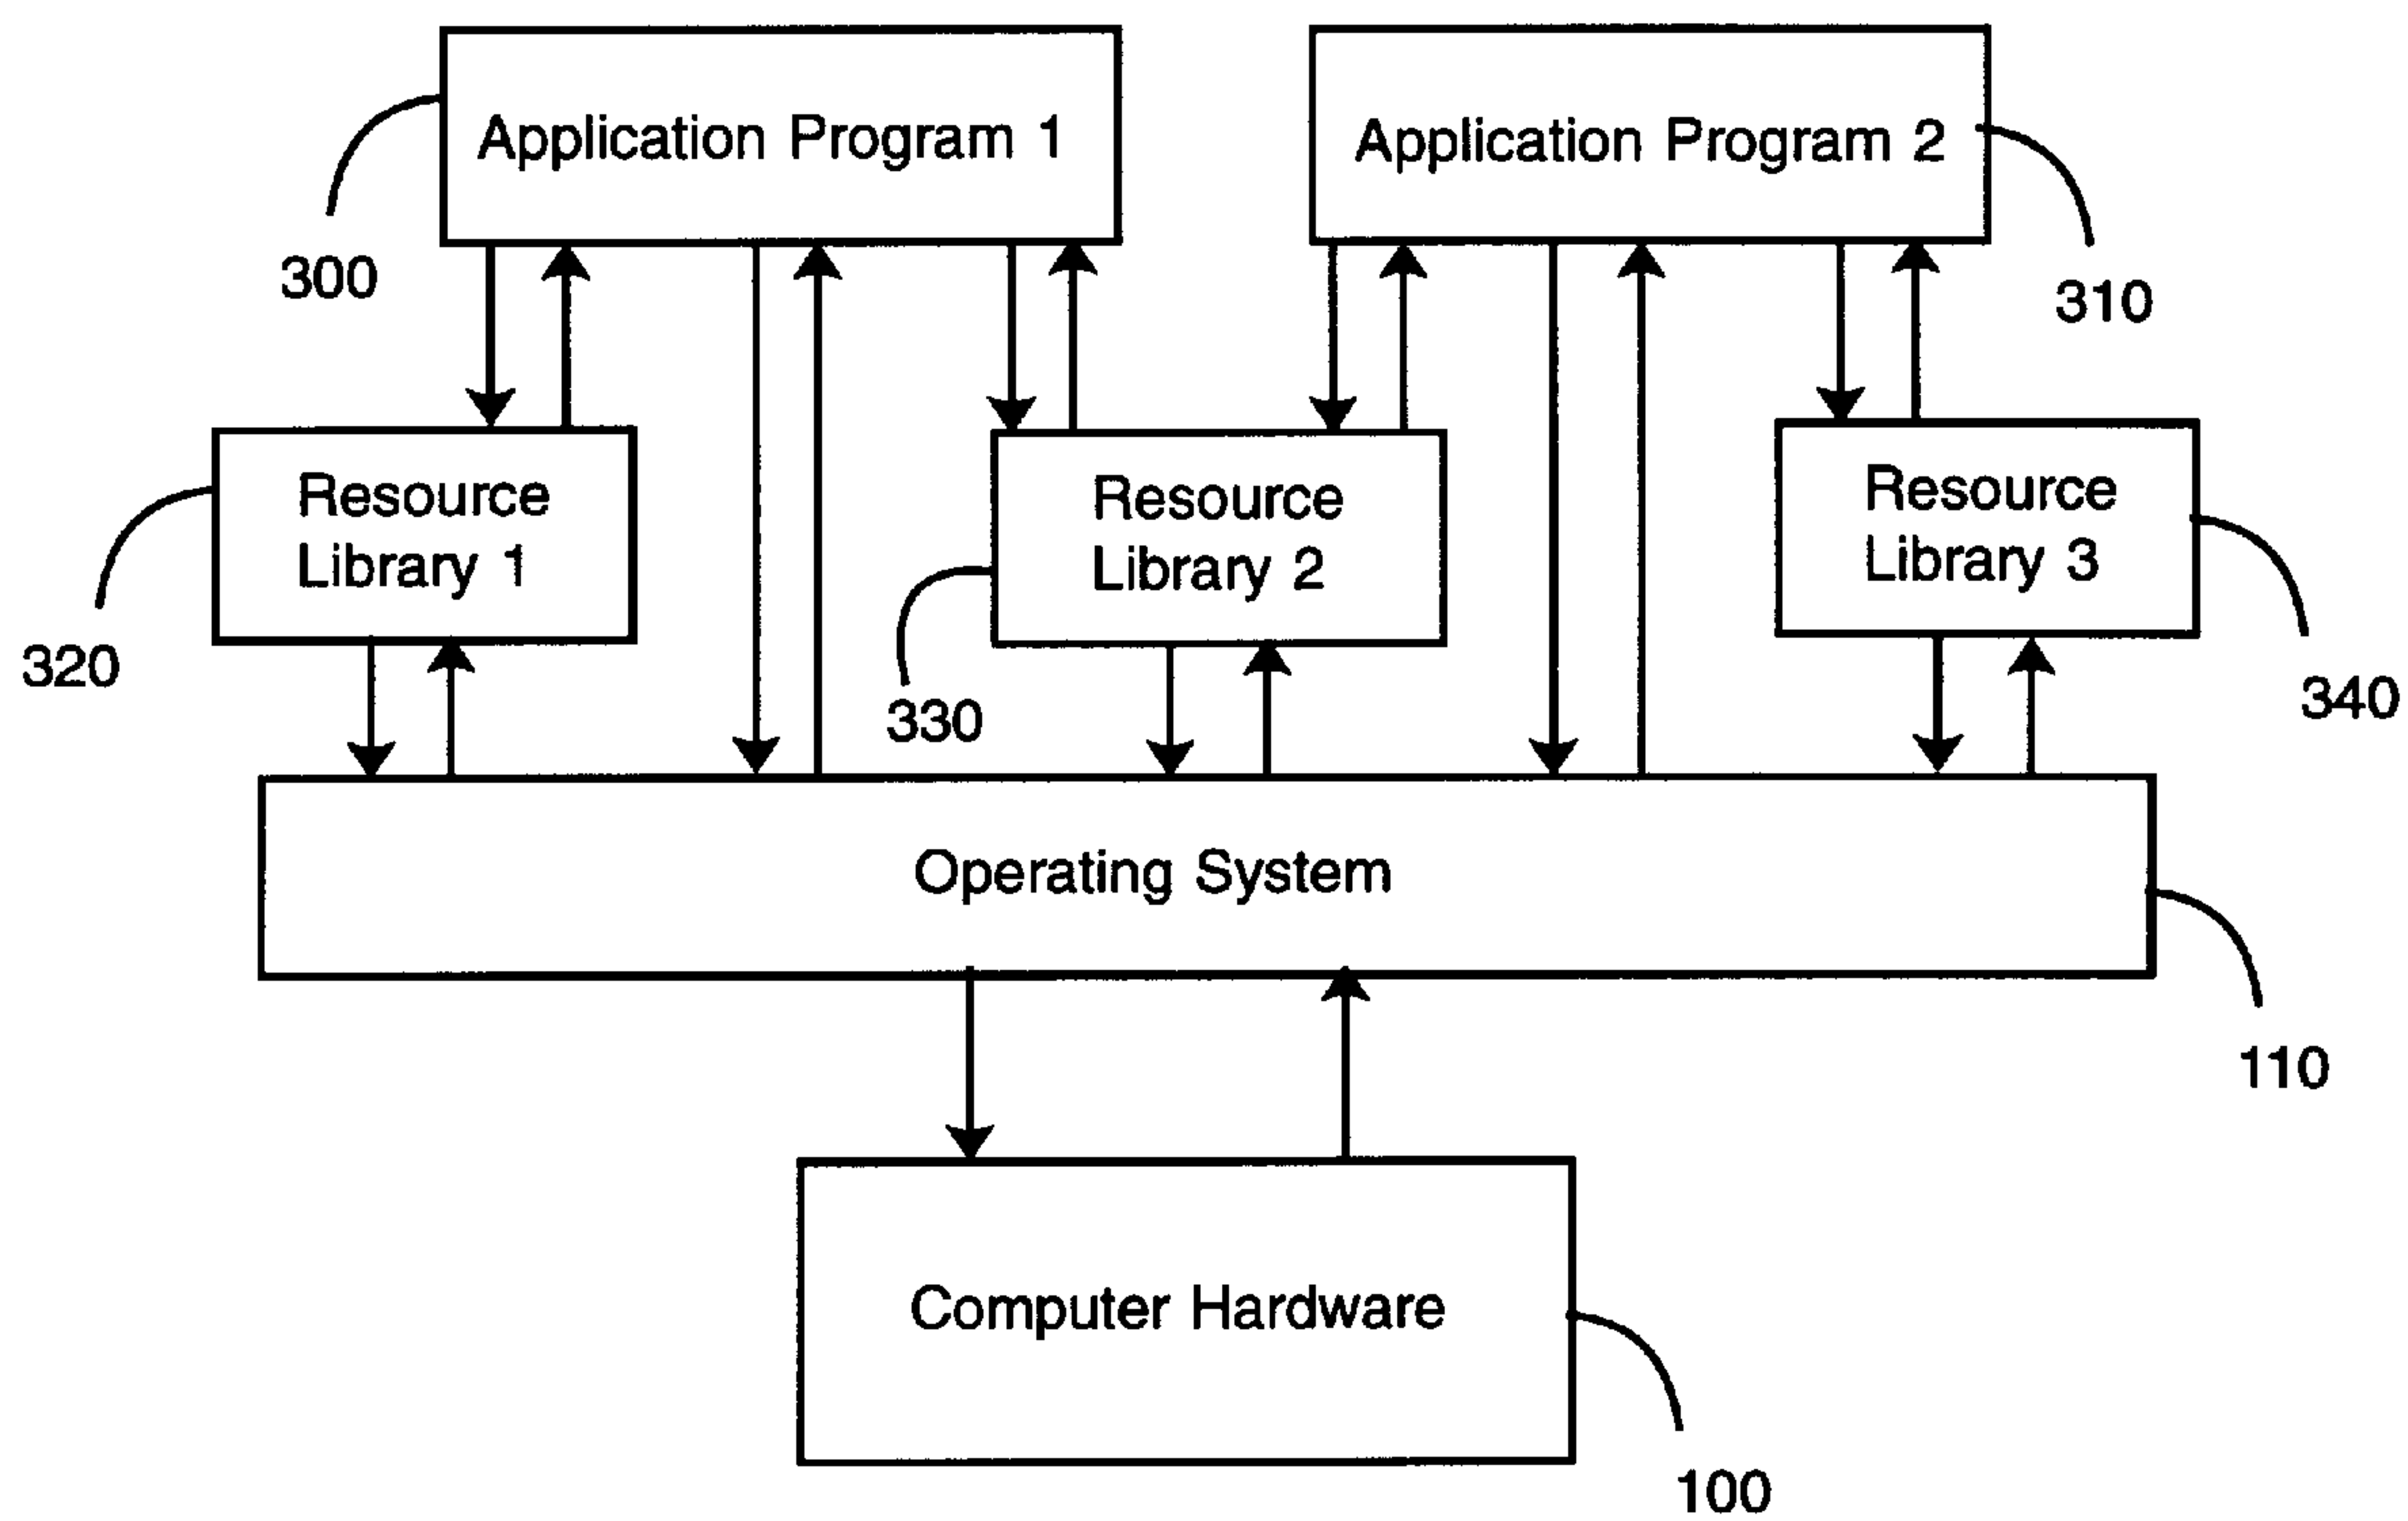 Application Program 1
Application Program 2
300
310
Resource
Library 1
Resource
Library 2
Resource
Library 3
320
330
340
Operating System
110
Computer Hardware
100